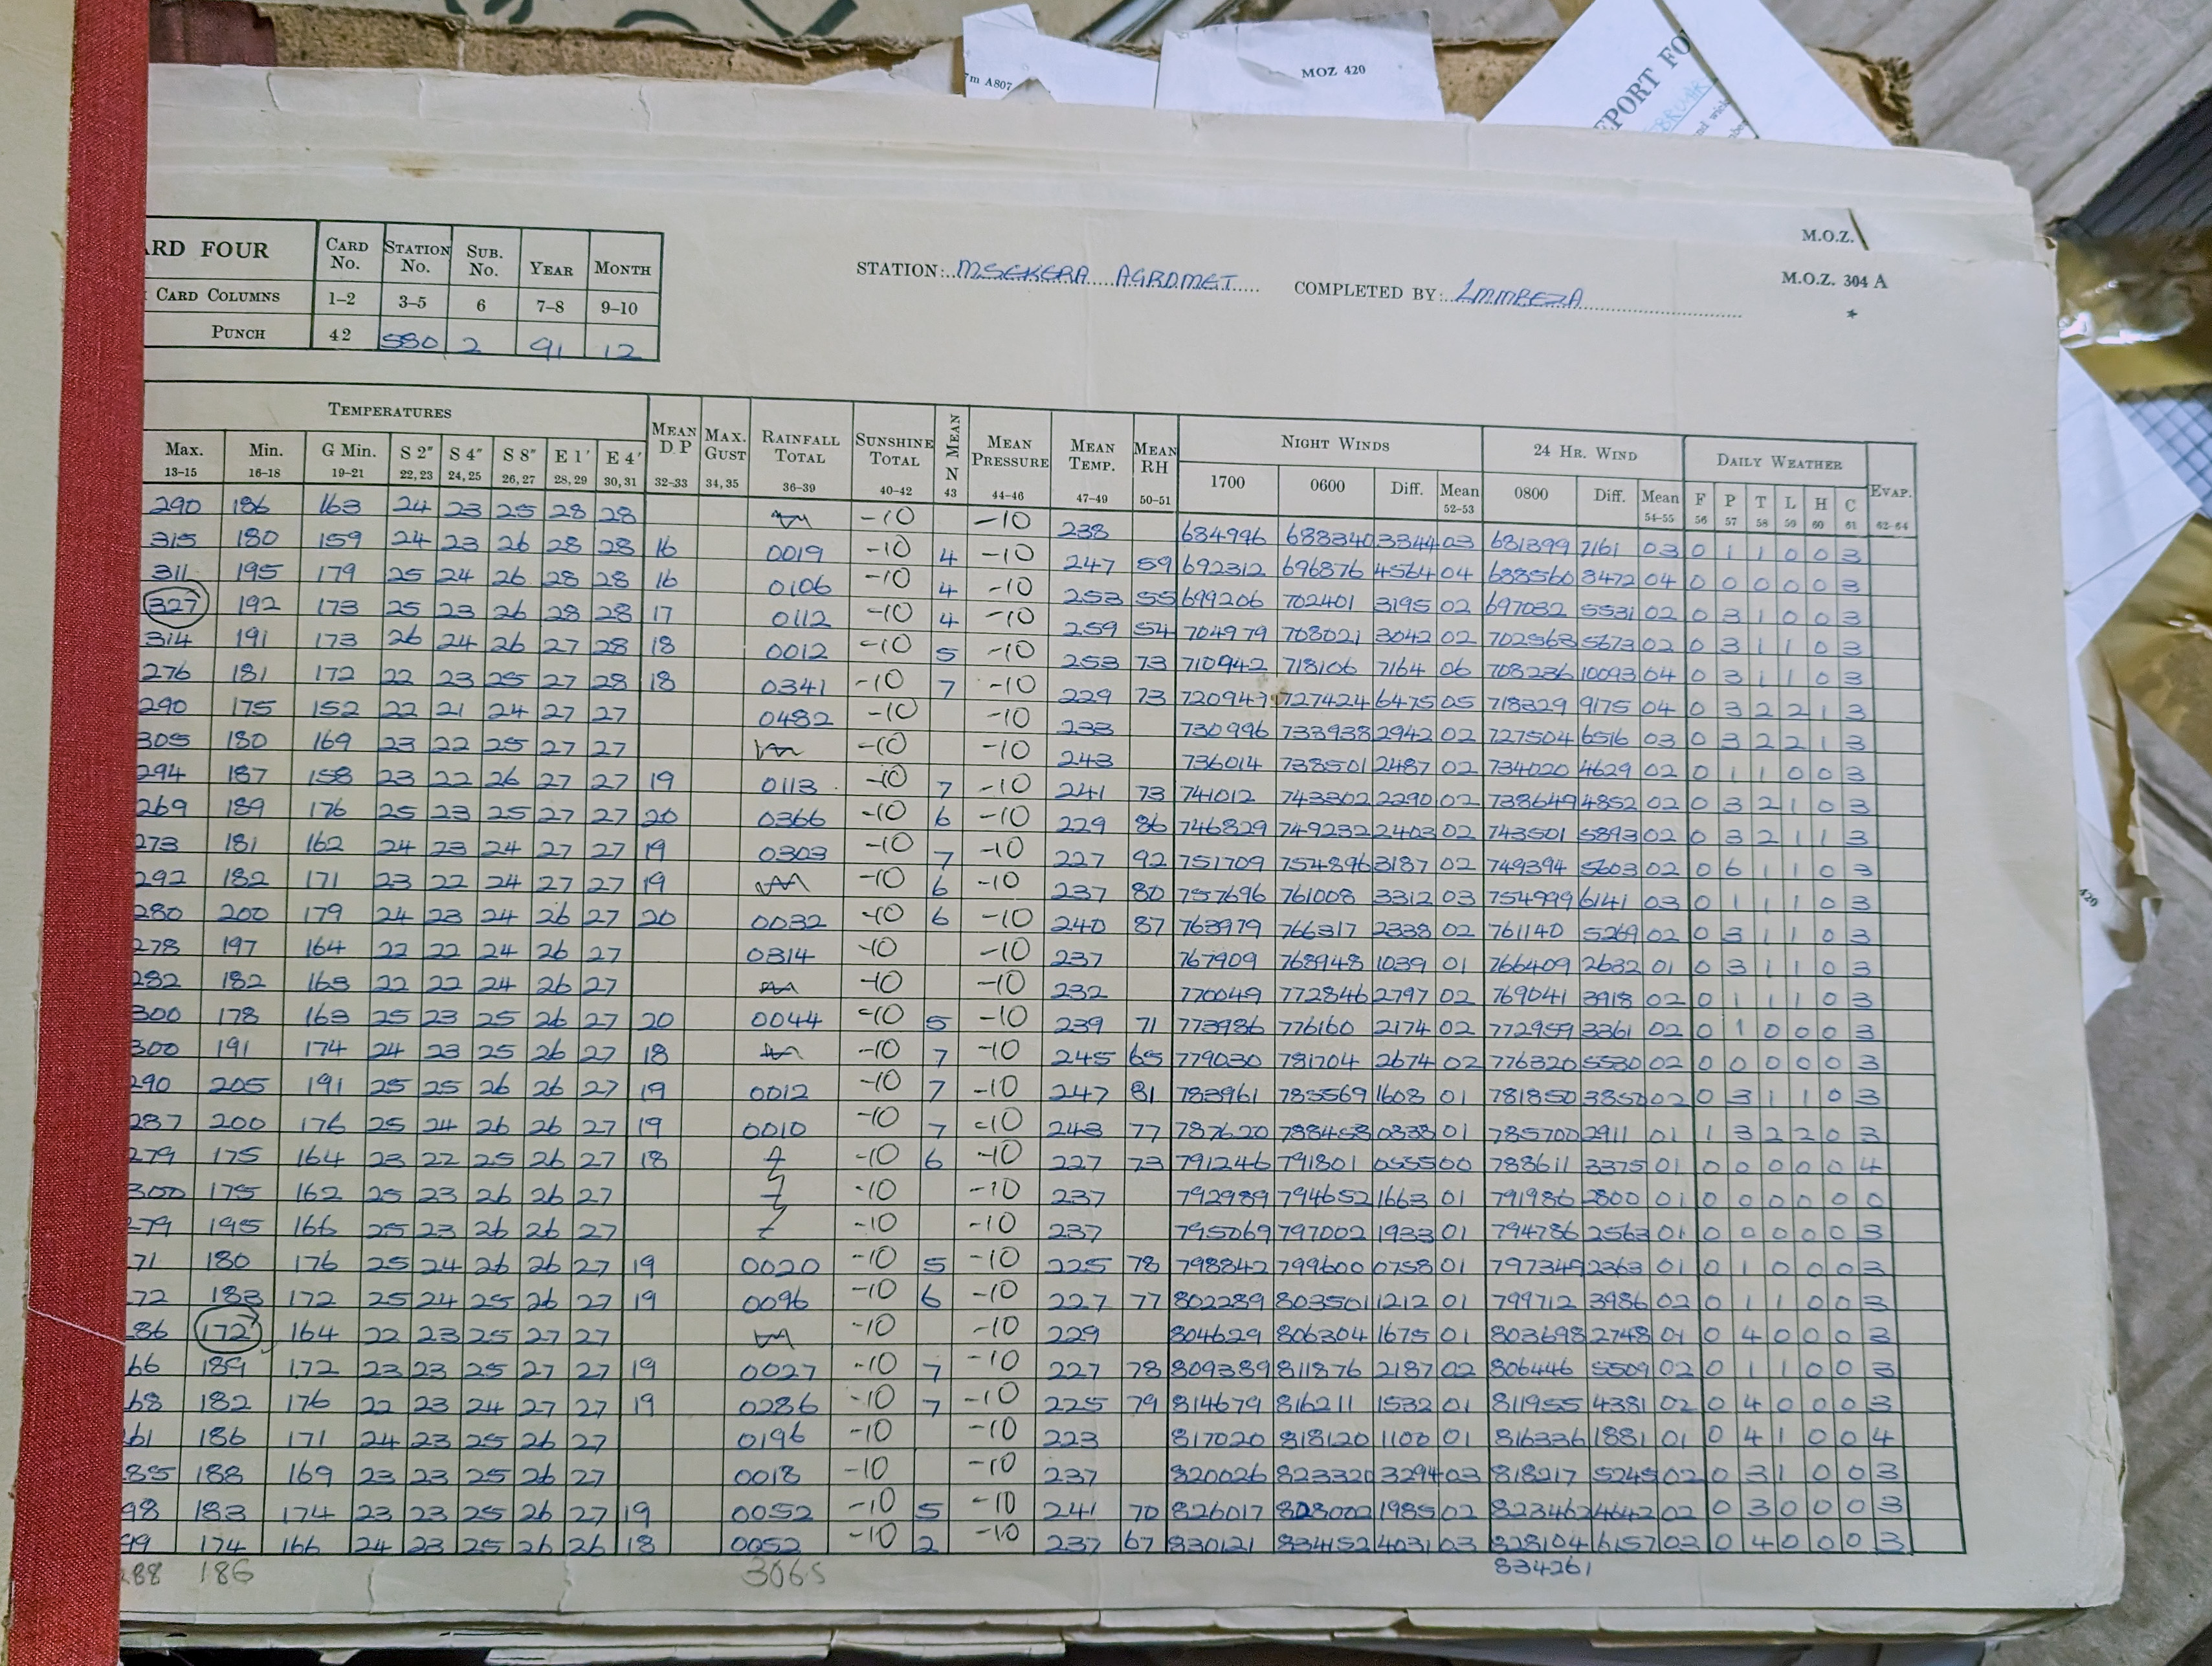 7m A807
MOZ 420
EPORT FO
M.O.Z.
M.O.Z. 304 A
RD FOUR CARD No. STATION No. SUB. No. YEAR MONTH
CARD COLUMNS 1-2 3-5 6 7-8 9-10
PUNCH 42 580 2 91 12
STATION: MSEKERA AGROMET COMPLETED BY: LMMBEZA
TEMPERATURES MEAN D.P MAX. GUST RAINFALL TOTAL SUNSHINE TOTAL N MEAN MEAN PRESSURE MEAN TEMP. MEAN RH NIGHT WINDS 24 HR. WIND DAILY WEATHER EVAP.
Max. Min. G Min. S 2" S 4" S 8" E 1' E 4' 1700 0600 Diff. Mean 0800 Diff. Mean F P T L H C
13-15 16-18 19-21 22, 23 24, 25 26, 27 28, 29 30, 31 32-33 34, 35 36-39 40-42 43 44-46 47-49 50-51 52-53 54-55 56 57 58 59 60 61 62-64
290 186 163 24 23 25 28 28 -10 -10 238 684996 688340 3344 03 681399 7161 03 0 1 1 0 0 3
315 180 159 24 23 26 28 28 16 0019 -10 4 -10 247 59 692312 696876 4564 04 688560 8472 04 0 0 0 0 0 3
311 195 179 25 24 26 28 28 16 0106 -10 4 -10 253 55 699206 702401 3195 02 697032 5531 02 0 3 1 0 0 3
327 192 173 25 23 26 28 28 17 0112 -10 4 -10 259 54 704979 708021 3042 02 702563 5673 02 0 3 1 1 0 3
314 191 173 26 24 26 27 28 18 0012 -10 5 -10 253 73 710942 718106 7164 06 708236 10093 04 0 3 1 1 0 3
276 181 172 22 23 25 27 28 18 0341 -10 7 -10 229 73 720949 727424 6475 05 718329 9175 04 0 3 2 2 1 3
290 175 152 22 21 24 27 27 0482 -10 -10 233 730996 733938 2942 02 727504 6516 03 0 3 2 2 1 3
305 180 169 23 22 25 27 27 -10 -10 243 736014 738501 2487 02 734020 4629 02 0 1 1 0 0 3
294 187 158 23 22 26 27 27 19 0113 -10 7 -10 241 73 741012 743302 2290 02 738649 4852 02 0 3 2 1 0 3
269 189 176 25 23 25 27 27 20 0366 -10 6 -10 229 86 746829 749232 2403 02 743501 5893 02 0 3 2 1 1 3
273 181 162 24 23 24 27 27 19 0303 -10 7 -10 227 92 751709 754896 3187 02 749394 5603 02 0 6 1 1 0 3
292 182 171 23 22 24 27 27 19 -10 6 -10 237 80 757696 761008 3312 03 754999 6141 03 0 1 1 1 0 3
280 200 179 24 23 24 26 27 20 0032 -10 6 -10 240 87 763979 766317 2338 02 761140 5269 02 0 3 1 1 0 3
278 197 164 22 22 24 26 27 0314 -10 -10 237 767909 768948 1039 01 766409 2632 01 0 3 1 1 0 3
282 182 163 22 22 24 26 27 -10 -10 232 770049 772846 2797 02 769041 3918 02 0 1 1 1 0 3
300 178 163 25 23 25 26 27 20 0044 -10 5 -10 239 71 773986 776160 2174 02 772959 3361 02 0 1 0 0 0 3
300 191 174 24 23 25 26 27 18 -10 7 -10 245 65 779030 781704 2674 02 776320 5530 02 0 0 0 0 0 3
290 205 191 25 25 26 26 27 19 0012 -10 7 -10 247 81 783961 785569 1608 01 781850 3850 02 0 3 1 1 0 3
287 200 176 25 24 26 26 27 19 0010 -10 7 -10 243 77 787620 788458 0838 01 785700 2911 01 1 3 2 2 0 3
279 175 164 23 22 25 26 27 18 -10 6 -10 227 73 791246 791801 0555 00 788611 3375 01 0 0 0 0 0 4
300 175 162 25 23 26 26 27 -10 -10 237 792989 794652 1663 01 791986 2800 01 0 0 0 0 0 0
279 195 166 25 23 26 26 27 -10 -10 237 795069 797002 1933 01 794786 2563 01 0 0 0 0 0 3
71 180 176 25 24 26 26 27 19 0020 -10 5 -10 225 78 798842 799600 0758 01 797349 2363 01 0 1 0 0 0 3
72 183 172 25 24 25 26 27 19 0096 -10 6 -10 227 77 802289 803501 1212 01 799712 3986 02 0 1 1 0 0 3
86 172 164 22 23 25 27 27 -10 -10 229 804629 806304 1675 01 803698 2748 01 0 4 0 0 0 3
66 189 172 23 23 25 27 27 19 0027 -10 7 -10 227 78 809389 811876 2187 02 806446 5509 02 0 1 1 0 0 3
68 182 176 22 23 24 27 27 19 0286 -10 7 -10 225 79 814679 816211 1532 01 811955 4381 02 0 4 0 0 0 3
61 186 171 24 23 25 26 27 0196 -10 -10 223 817020 818120 1100 01 816336 1881 01 0 4 1 0 0 4
85 188 169 23 23 25 26 27 0018 -10 -10 237 820026 823320 3294 03 818217 5245 02 0 3 1 0 0 3
98 183 174 23 23 25 26 27 19 0052 -10 5 -10 241 70 826017 828002 1985 02 823462 4642 02 0 3 0 0 0 3
99 174 166 24 23 25 26 26 18 0052 -10 2 -10 237 67 830121 834152 4031 03 828104 6157 03 0 4 0 0 0 3
288 186 3065 834261